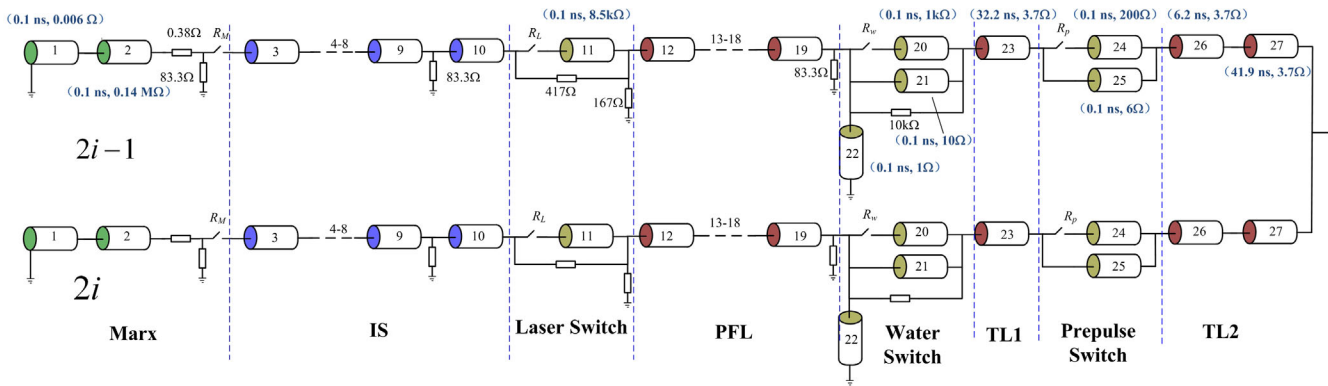 (0.1 ns, 0.006 Ω)
(0.1 ns, 8.5kΩ)
(0.1 ns, 1kΩ)
(32.2 ns, 3.7Ω)
(0.1 ns, 200Ω)
(6.2 ns, 3.7Ω)
0.38Ω
R_M
4-8
R_L
13-18
R_w
R_p
1
2
3
9
10
11
12
19
20
23
24
26
27
83.3Ω
83.3Ω
417Ω
83.3Ω
21
25
(41.9 ns, 3.7Ω)
(0.1 ns, 0.14 MΩ)
167Ω
10kΩ
(0.1 ns, 6Ω)
(0.1 ns, 10Ω)
2i−1
22
(0.1 ns, 1Ω)
R_M
4-8
R_L
13-18
R_w
R_p
1
2
3
9
10
11
12
19
20
23
24
26
27
21
25
2i
22
Marx
IS
Laser Switch
PFL
Water
Switch
TL1
Prepulse
Switch
TL2